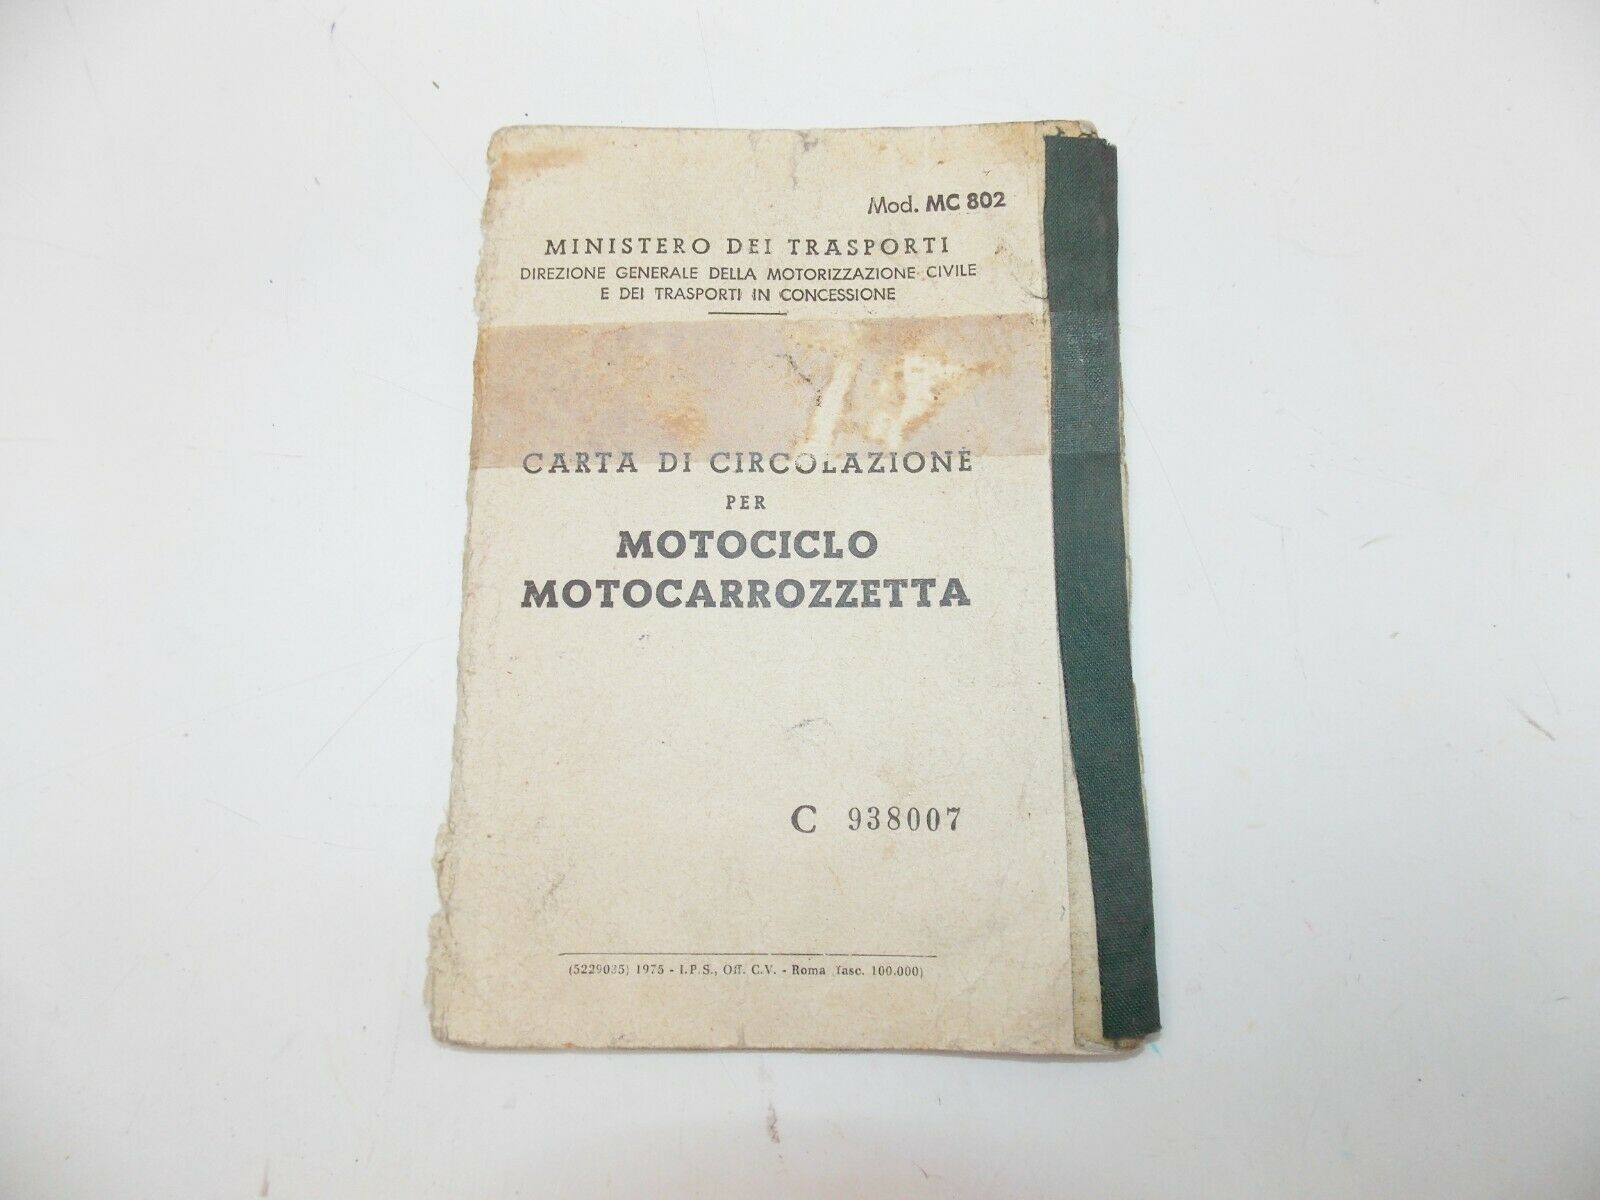 Mod. MC 802
MINISTERO DEI TRASPORTI
DIREZIONE GENERALE DELLA MOTORIZZAZIONE CIVILE
E DEI TRASPORTI IN CONCESSIONE
CARTA DI CIRCOLAZIONE
PER
MOTOCICLO
MOTOCARROZZETTA
C 938007
(5229035) 1975 - I.P.S., Off. C.V. - Roma fasc. 100.000)